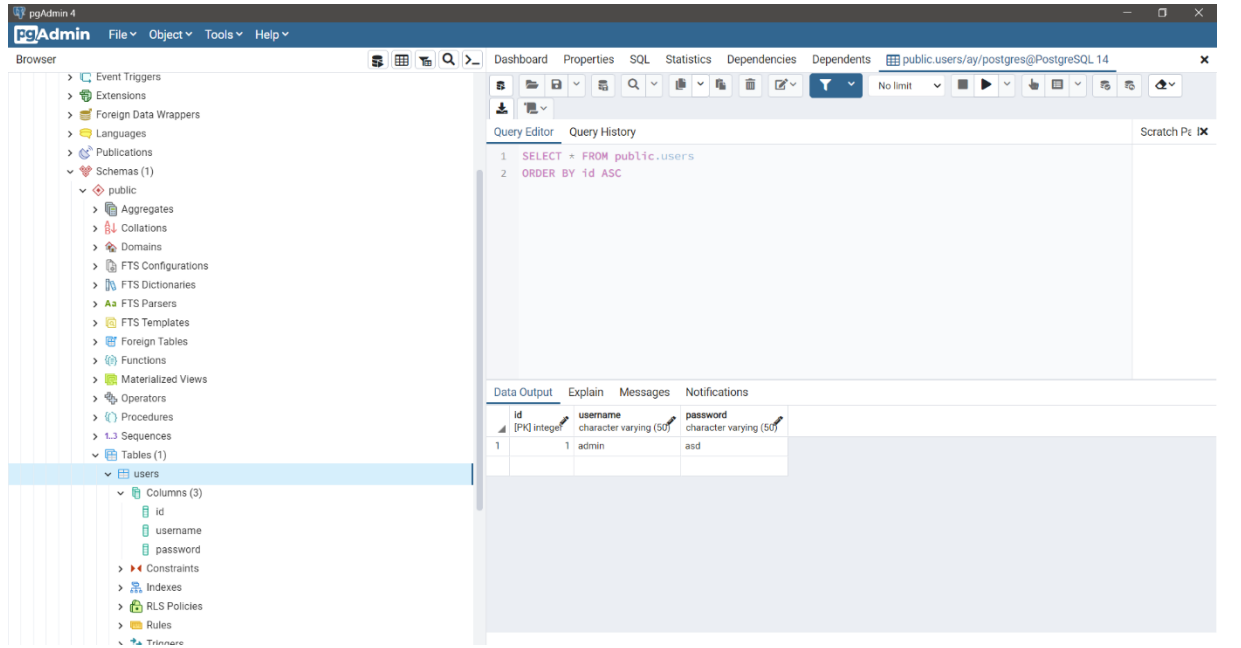 pgAdmin 4
pgAdmin File Object Tools Help
Browser
Dashboard Properties SQL Statistics Dependencies Dependents public.users/ay/postgres@PostgreSQL 14
No limit
Query Editor Query History Scratch Pa
1 SELECT * FROM public.users
2 ORDER BY id ASC
Event Triggers
Extensions
Foreign Data Wrappers
Languages
Publications
Schemas (1)
public
Aggregates
Collations
Domains
FTS Configurations
FTS Dictionaries
Aa FTS Parsers
FTS Templates
Foreign Tables
Functions
Materialized Views
Operators
Procedures
1..3 Sequences
Tables (1)
users
Columns (3)
id
username
password
Constraints
Indexes
RLS Policies
Rules
Triggers
Data Output Explain Messages Notifications
id username password
[PK] integer character varying (50) character varying (50)
1 1 admin asd